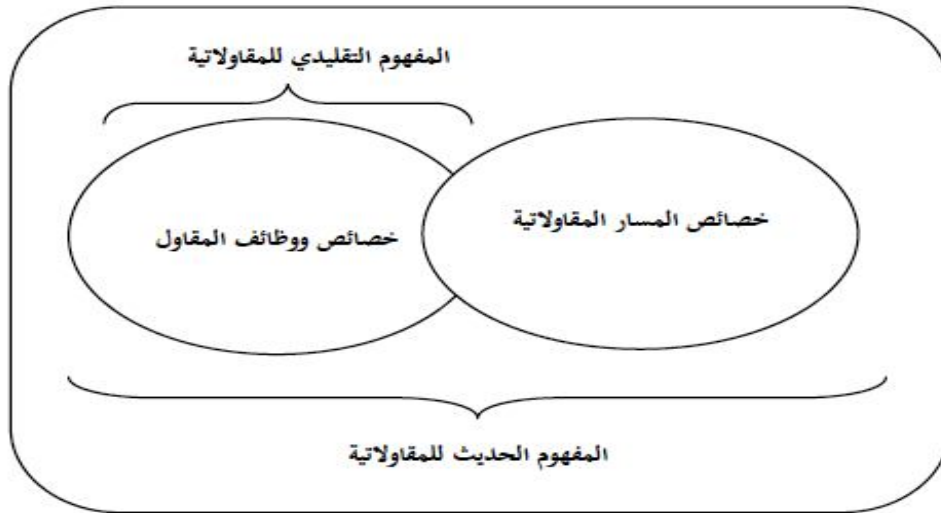 المفهوم التقليدي للمقاولاتية
خصائص المسار المقاولاتية
خصائص ووظائف المقاول
المفهوم الحديث للمقاولاتية